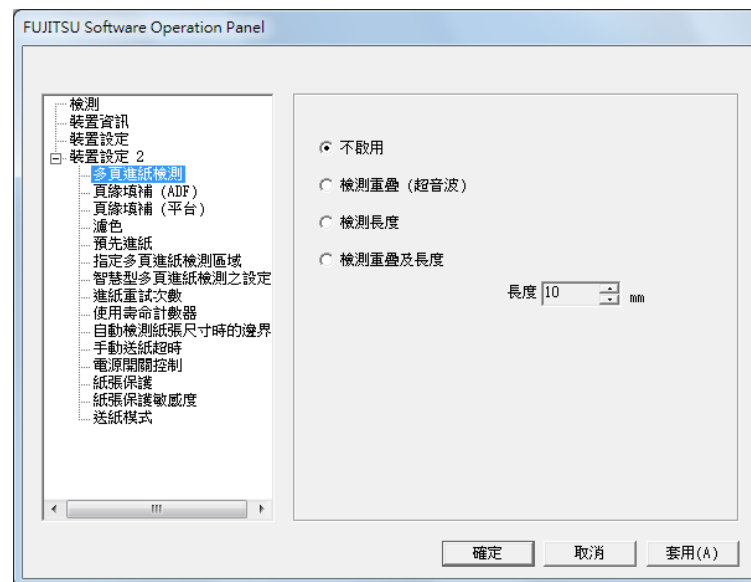 FUJITSU Software Operation Panel
檢測
裝置資訊
裝置設定
裝置設定 2
多頁進紙檢測
頁緣填補 (ADF)
頁緣填補 (平台)
濾色
預先進紙
指定多頁進紙檢測區域
智慧型多頁進紙檢測之設定
進紙重試次數
使用壽命計數器
自動檢測紙張尺寸時的邊界
手動送紙超時
電源開關控制
紙張保護
紙張保護敏感度
送紙模式
不啟用
檢測重疊 (超音波)
檢測長度
檢測重疊及長度
長度 10 mm
確定 取消 套用(A)